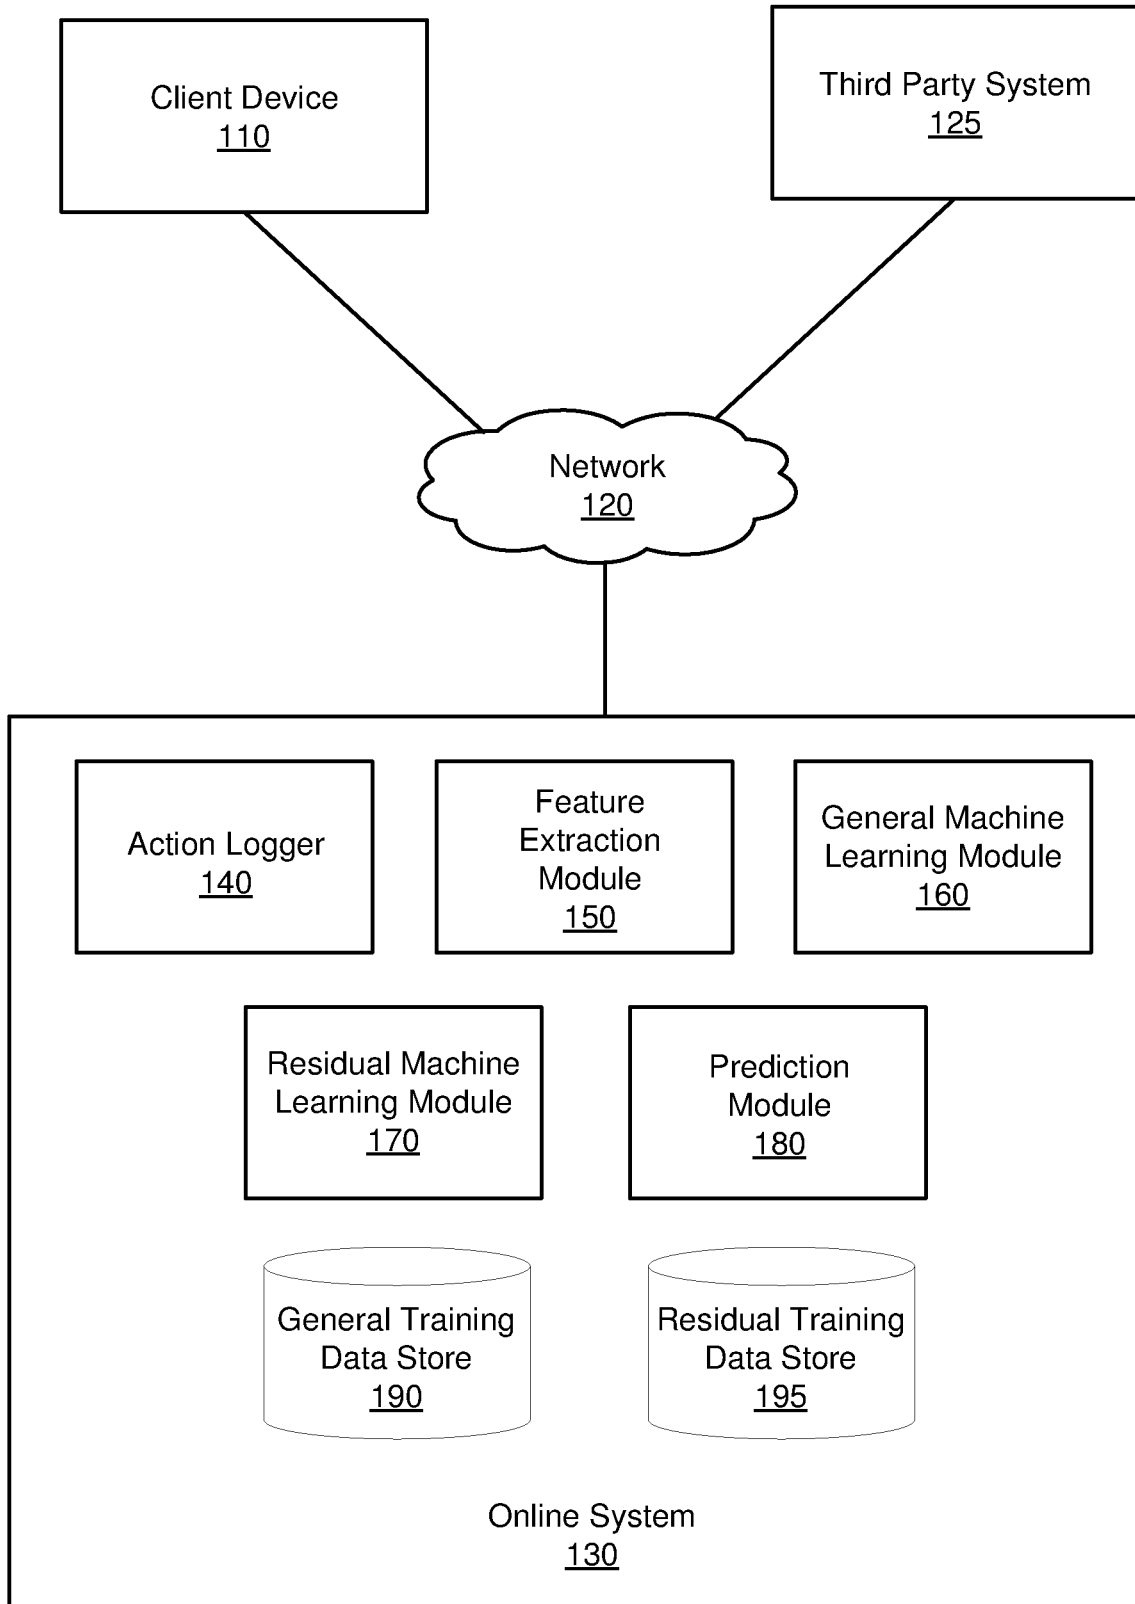 Client Device
110
Third Party System
125
Network
120
Action Logger
140
Feature
Extraction
Module
150
General Machine
Learning Module
160
Residual Machine
Learning Module
170
Prediction
Module
180
General Training
Data Store
190
Residual Training
Data Store
195
Online System
130